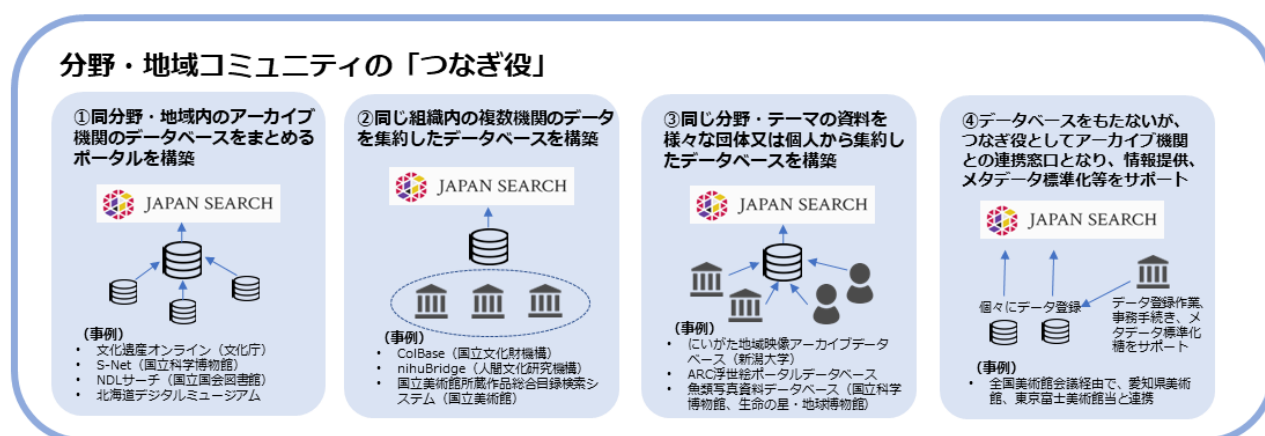 分野・地域コミュニティの「つなぎ役」
①同分野・地域内のアーカイブ
機関のデータベースをまとめる
ポータルを構築
JAPAN SEARCH
(事例)
• 文化遺産オンライン（文化庁）
• S-Net（国立科学博物館）
• NDLサーチ（国立国会図書館）
• 北海道デジタルミュージアム
②同じ組織内の複数機関のデータ
を集約したデータベースを構築
JAPAN SEARCH
(事例)
• ColBase（国立文化財機構）
• nihuBridge（人間文化研究機構）
• 国立美術館所蔵作品総合目録検索シ
ステム（国立美術館）
③同じ分野・テーマの資料を
様々な団体又は個人から集約し
たデータベースを構築
JAPAN SEARCH
(事例)
• にいがた地域映像アーカイブデータ
ベース（新潟大学）
• ARC浮世絵ポータルデータベース
• 魚類写真資料データベース（国立科学
博物館、生命の星・地球博物館）
④データベースをもたないが、
つなぎ役としてアーカイブ機関
との連携窓口となり、情報提供、
メタデータ標準化等をサポート
JAPAN SEARCH
個々にデータ登録
データ登録作業、
事務手続き、メ
タデータ標準化
穂をサポート
(事例)
• 全国美術館会議経由で、愛知県美術
館、東京富士美術館当と連携